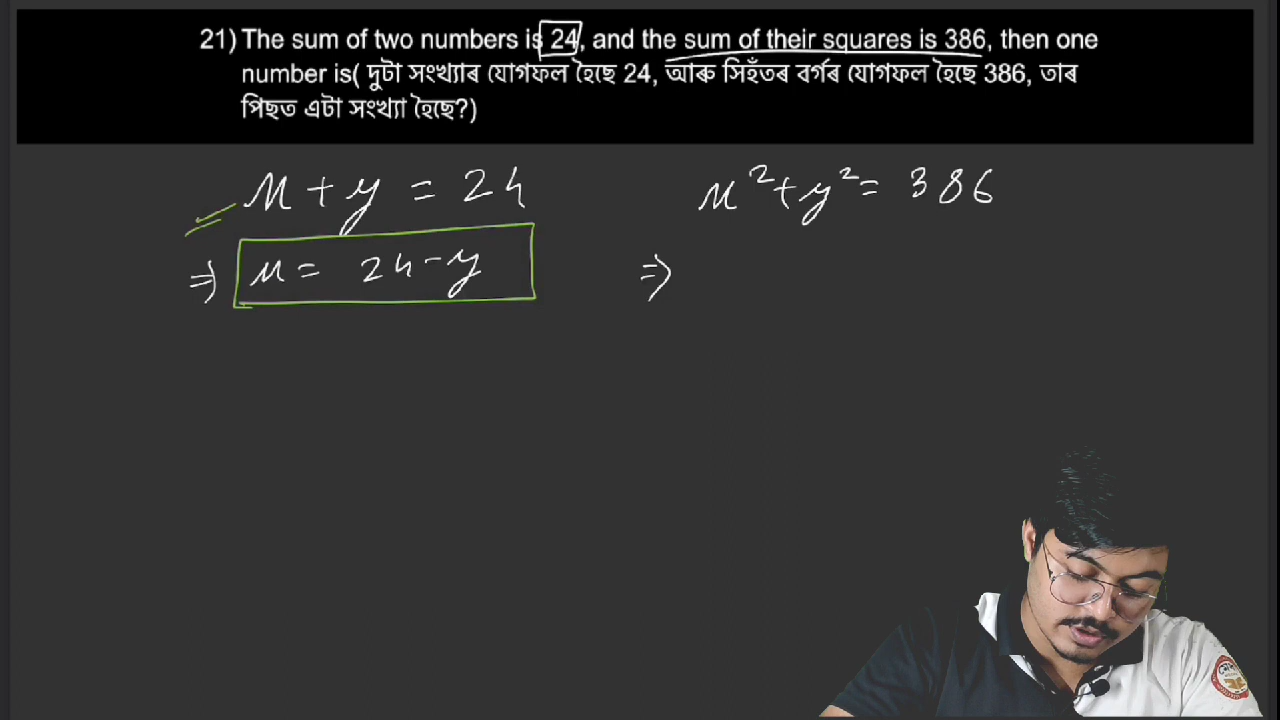 21) The sum of two numbers is 24, and the sum of their squares is 386, then one
number is( দুটা সংখ্যাৰ যোগফল হৈছে 24, আৰু সিহঁতৰ বৰ্গৰ যোগফল হৈছে 386, তাৰ
পিছত এটা সংখ্যা হৈছে?)
x + y = 24
x² + y² = 386
⇒ x = 24 - y
⇒